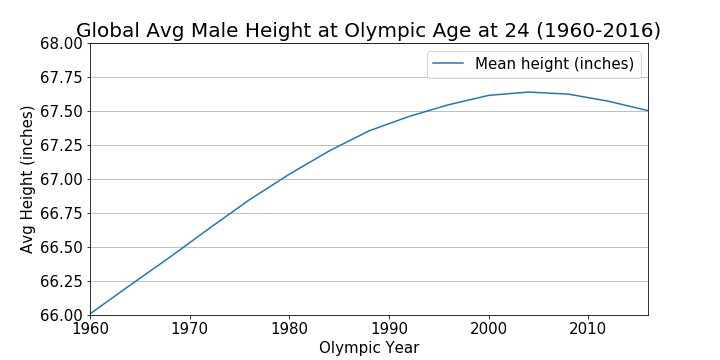 Global Avg Male Height at Olympic Age at 24 (1960-2016)
Mean height (inches)
Avg Height (inches)
68.00
67.75
67.50
67.25
67.00
66.75
66.50
66.25
66.00
1960 1970 1980 1990 2000 2010
Olympic Year